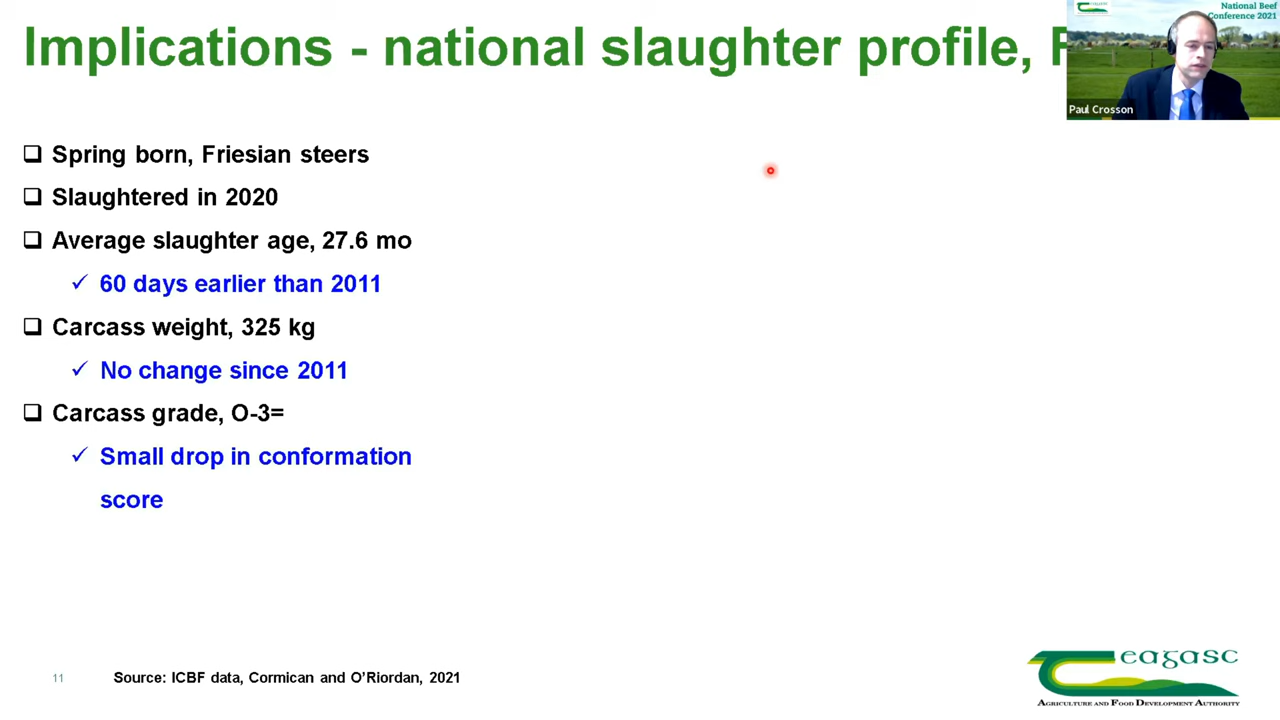 Implications - national slaughter profile, F
National Beef
Conference 2021
Paul Crosson
Spring born, Friesian steers
Slaughtered in 2020
Average slaughter age, 27.6 mo
60 days earlier than 2011
Carcass weight, 325 kg
No change since 2011
Carcass grade, O-3=
Small drop in conformation
score
11
Source: ICBF data, Cormican and O'Riordan, 2021
eagasc
AGRICULTURE AND FOOD DEVELOPMENT AUTHORITY